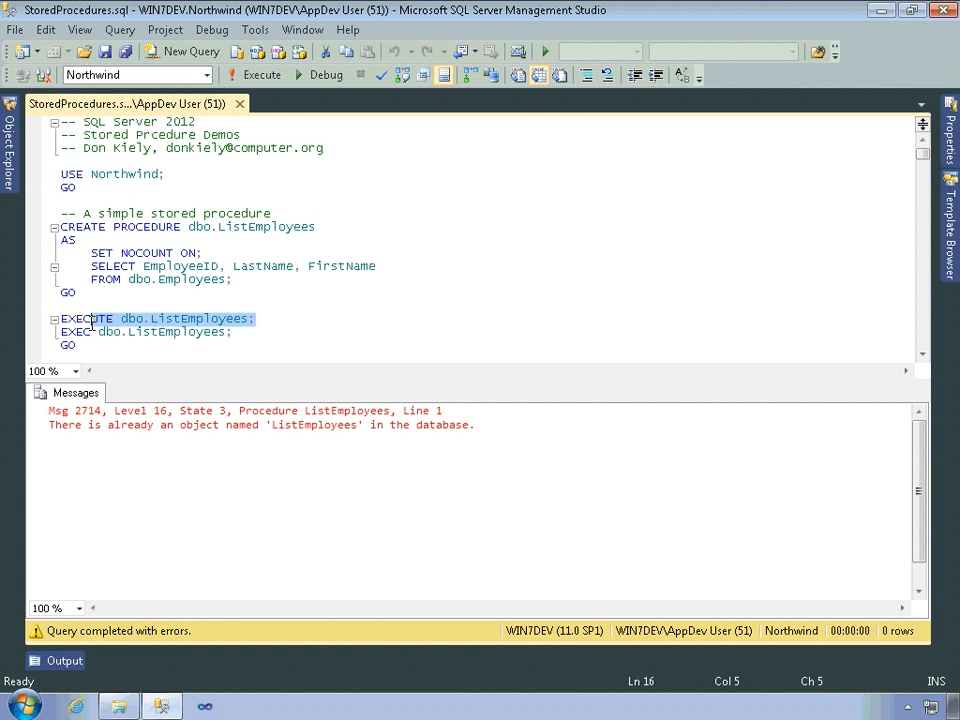 StoredProcedures.sql - WIN7DEV.Northwind (WIN7DEV\AppDev User (51)) - Microsoft SQL Server Management Studio
File Edit View Query Project Debug Tools Window Help
New Query
Northwind Execute Debug
StoredProcedures.s...\AppDev User (51))
Object Explorer
Properties
Template Browser
-- SQL Server 2012
-- Stored Prcedure Demos
-- Don Kiely, donkiely@computer.org
USE Northwind;
GO
-- A simple stored procedure
CREATE PROCEDURE dbo.ListEmployees
AS
SET NOCOUNT ON;
SELECT EmployeeID, LastName, FirstName
FROM dbo.Employees;
GO
EXECUTE dbo.ListEmployees;
EXEC dbo.ListEmployees;
GO
100 %
Messages
Msg 2714, Level 16, State 3, Procedure ListEmployees, Line 1
There is already an object named 'ListEmployees' in the database.
100 %
Query completed with errors. WIN7DEV (11.0 SP1) WIN7DEV\AppDev User (51) Northwind 00:00:00 0 rows
Output
Ready Ln 16 Col 5 Ch 5 INS